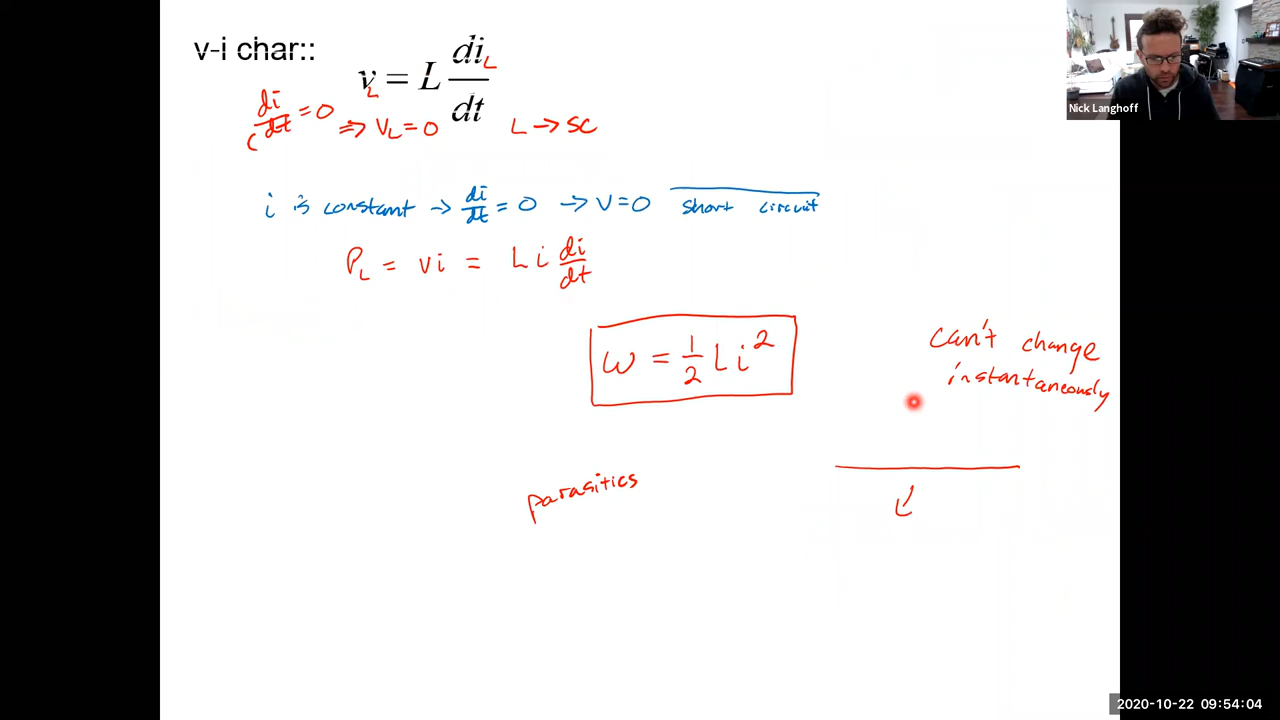 v-i char::
v_L = L di_L/dt
di/dt = 0 ⇒ V_L = 0 L → SC
i is constant → di/dt = 0 → V = 0 short circuit
P_L = vi = L i di/dt
w = 1/2 L i^2
can't change
instantaneously
parasitics
L
Nick Langhoff
2020-10-22 09:54:04